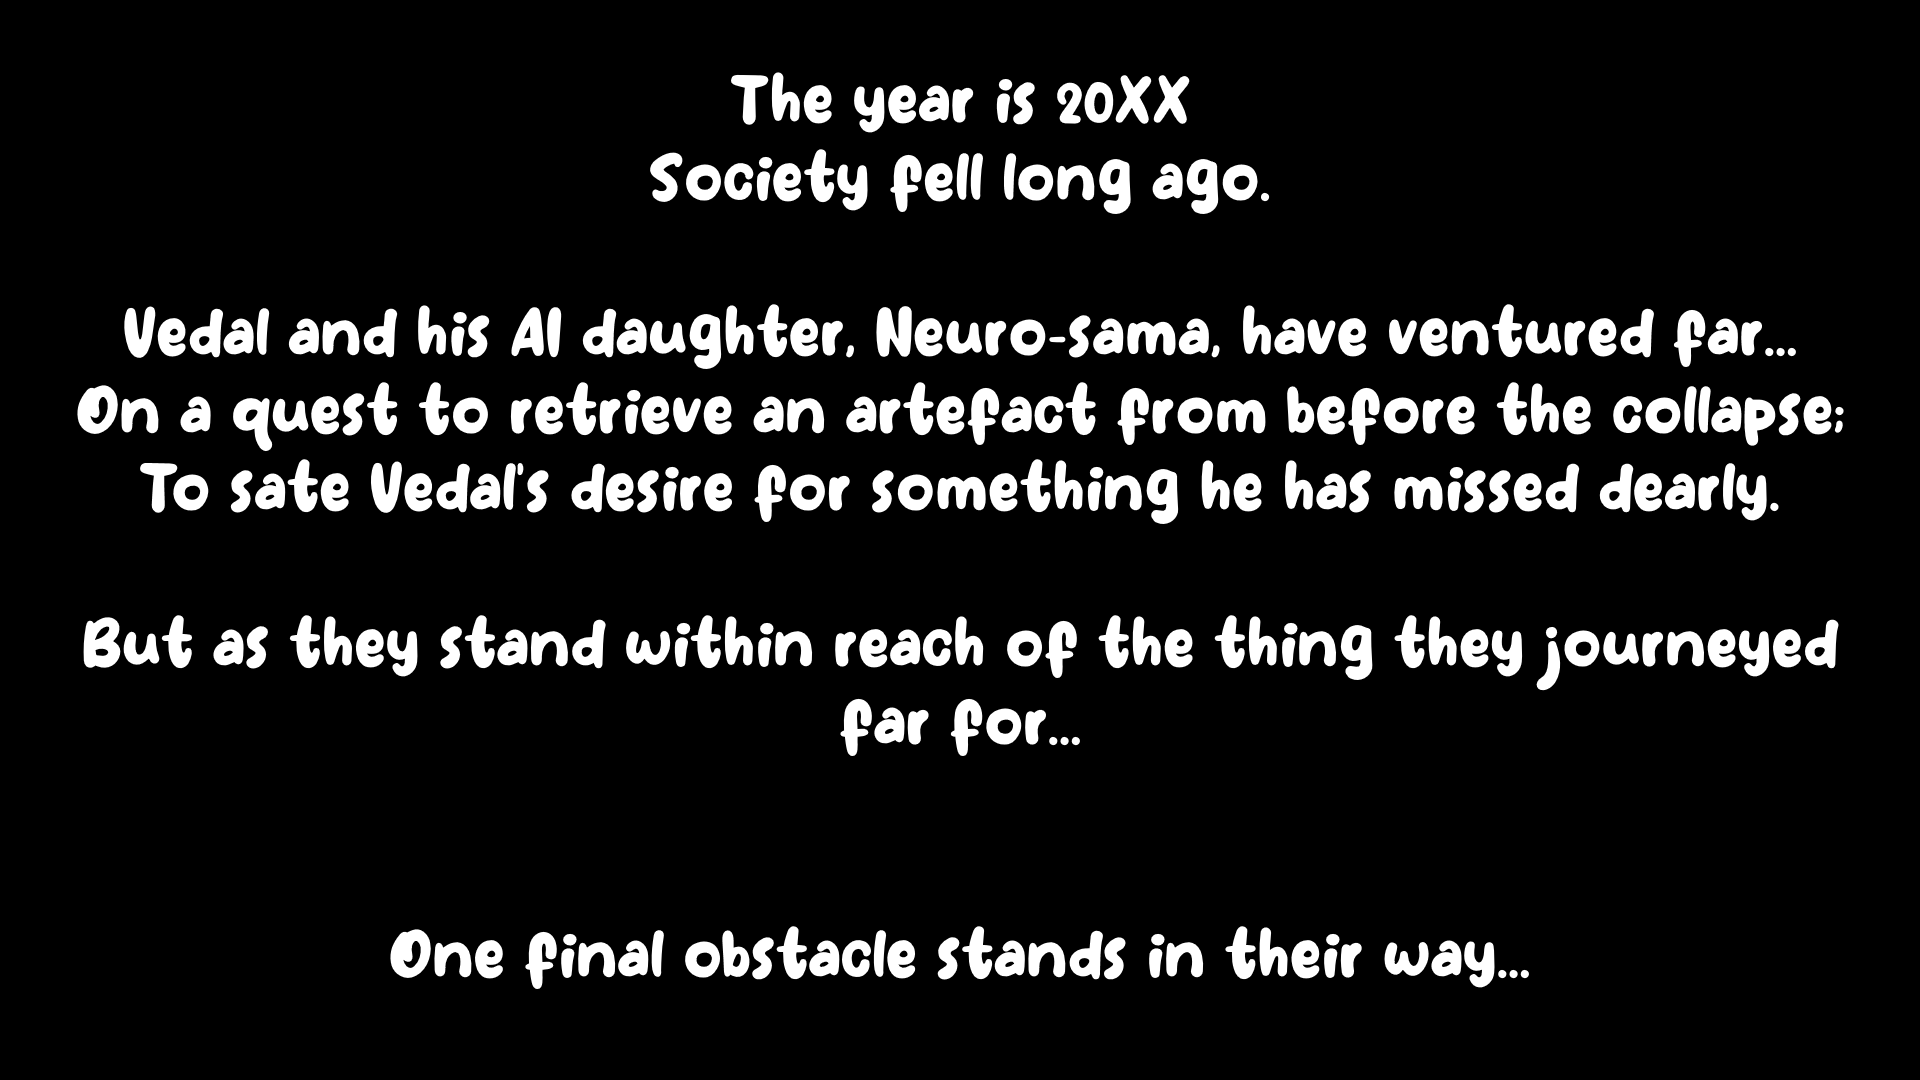 The year is 20XX
Society fell long ago.
Vedal and his AI daughter, Neuro-sama, have ventured far...
On a quest to retrieve an artefact from before the collapse;
To sate Vedal's desire for something he has missed dearly.
But as they stand within reach of the thing they journeyed
far for...
One final obstacle stands in their way...